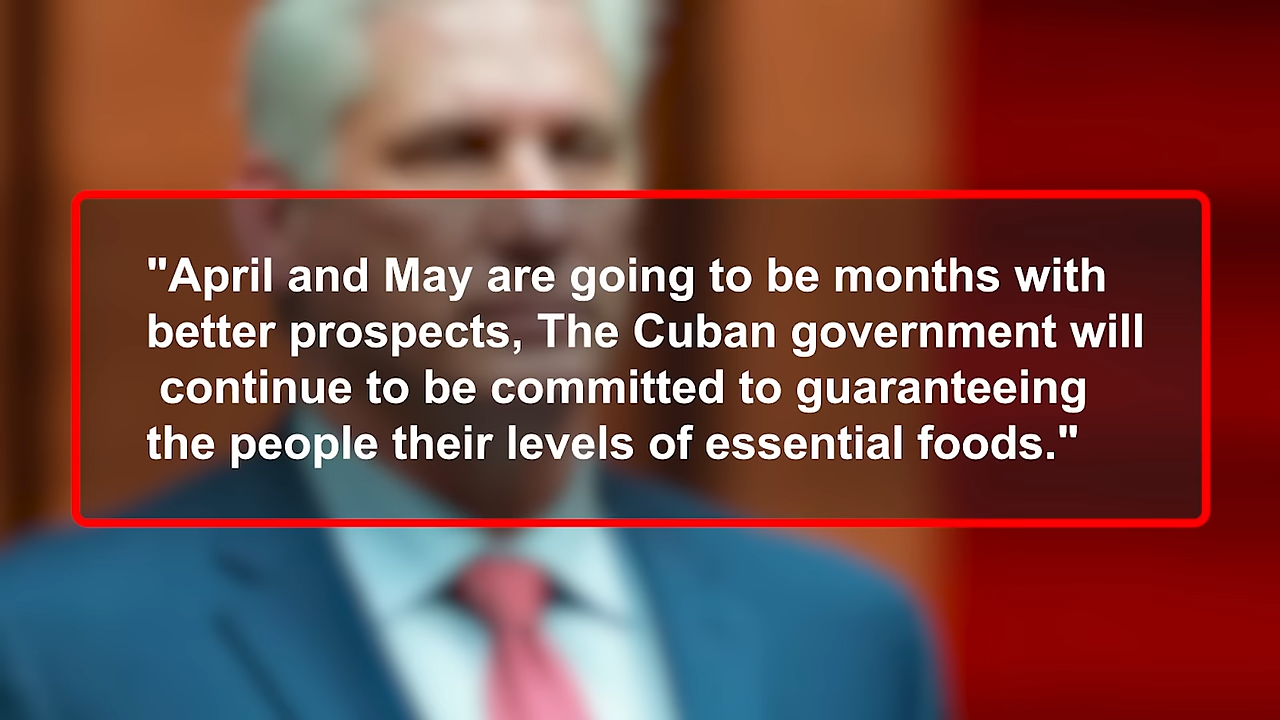 "April and May are going to be months with
better prospects, The Cuban government will
continue to be committed to guaranteeing
the people their levels of essential foods."